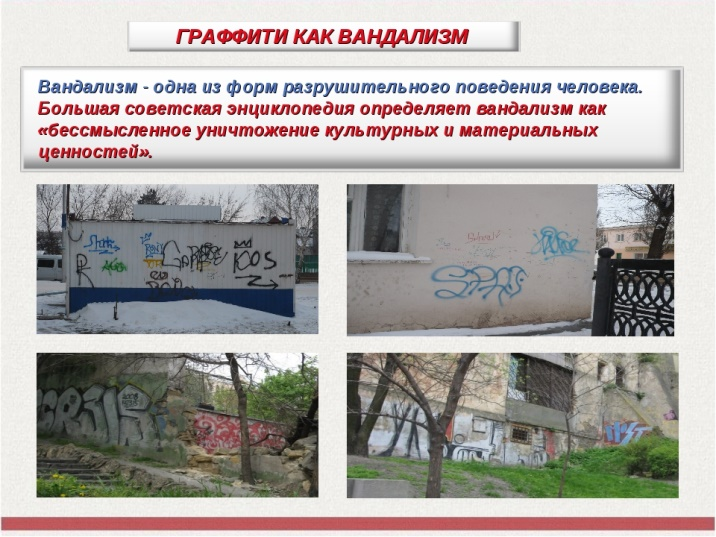 ГРАФФИТИ КАК ВАНДАЛИЗМ
Вандализм - одна из форм разрушительного поведения человека.
Большая советская энциклопедия определяет вандализм как
«бессмысленное уничтожение культурных и материальных
ценностей».